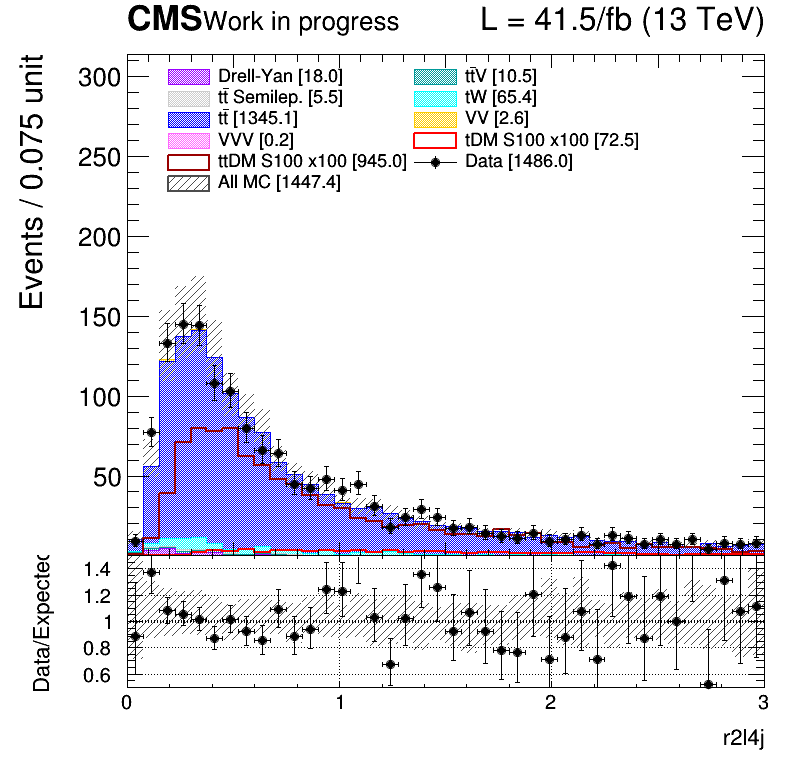 CMS Work in progress L = 41.5/fb (13 TeV)
Events / 0.075 unit
300
250
200
150
100
50
Drell-Yan [18.0]
tt̄ Semilep. [5.5]
tt̄ [1345.1]
VVV [0.2]
ttDM S100 x100 [945.0]
All MC [1447.4]
tt̄V [10.5]
tW [65.4]
VV [2.6]
tDM S100 x100 [72.5]
Data [1486.0]
Data/Expected
1.4
1.2
1
0.8
0.6
0 1 2 3
r2l4j